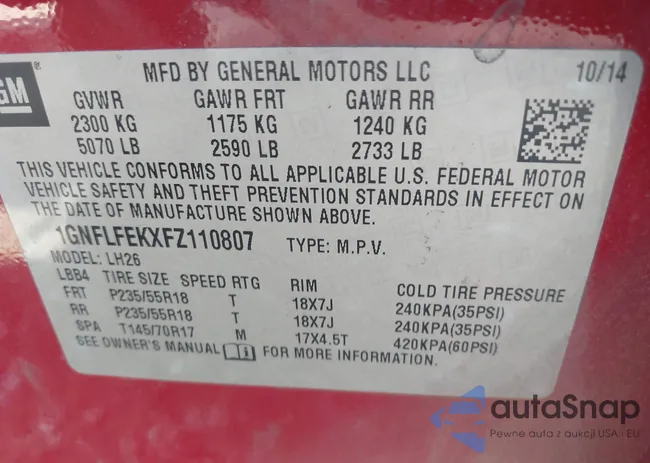 GM
MFD BY GENERAL MOTORS LLC 10/14
GVWR GAWR FRT GAWR RR
2300 KG 1175 KG 1240 KG
5070 LB 2590 LB 2733 LB
THIS VEHICLE CONFORMS TO ALL APPLICABLE U.S. FEDERAL MOTOR
VEHICLE SAFETY AND THEFT PREVENTION STANDARDS IN EFFECT ON
THE DATE OF MANUFACTURE SHOWN ABOVE.
1GNFLFEKXFZ110807 TYPE: M.P.V.
MODEL: LH26
LBB4 TIRE SIZE SPEED RTG RIM COLD TIRE PRESSURE
FRT P235/55R18 T 18X7J 240KPA(35PSI)
RR P235/55R18 T 18X7J 240KPA(35PSI)
SPA T145/70R17 M 17X4.5T 420KPA(60PSI)
SEE OWNER'S MANUAL FOR MORE INFORMATION.
autaSnap
Pewne auta z aukcji USA i EU